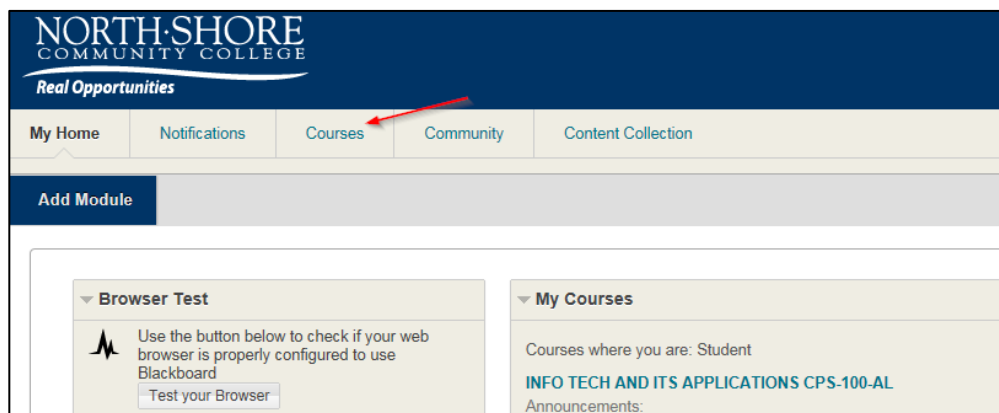 NORTH·SHORE
COMMUNITY COLLEGE
Real Opportunities
My Home Notifications Courses Community Content Collection
Add Module
Browser Test
Use the button below to check if your web
browser is properly configured to use
Blackboard
Test your Browser
My Courses
Courses where you are: Student
INFO TECH AND ITS APPLICATIONS CPS-100-AL
Announcements: